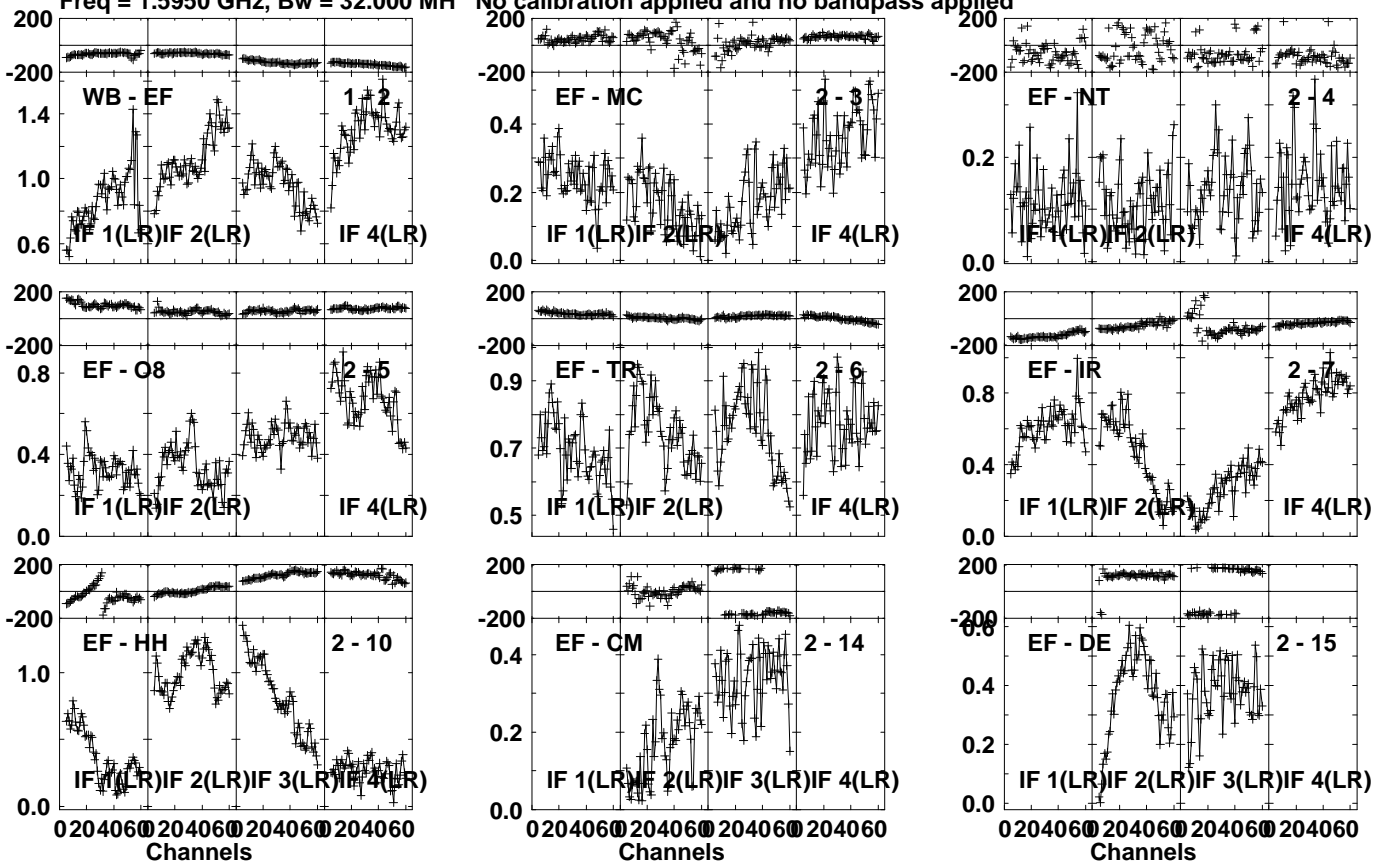 Freq = 1.5950 GHz, Bw = 32.000 MH No calibration applied and no bandpass applied
200
-200
WB - EF 1 - 2
1.4
1.0
0.6
IF 1(LR) IF 2(LR) IF 4(LR)
200
-200
EF - MC 2 - 3
0.4
0.2
0.0
IF 1(LR) IF 2(LR) IF 4(LR)
200
-200
EF - NT 2 - 4
0.2
0.0
IF 1(LR) IF 2(LR) IF 4(LR)
200
-200
EF - O8 2 - 5
0.8
0.4
0.0
IF 1(LR) IF 2(LR) IF 4(LR)
200
-200
EF - TR 2 - 6
0.9
0.7
0.5
IF 1(LR) IF 2(LR) IF 4(LR)
200
-200
EF - IR 2 - 7
0.8
0.4
0.0
IF 1(LR) IF 2(LR) IF 4(LR)
200
-200
EF - HH 2 - 10
1.0
0.0
IF 1(LR) IF 2(LR) IF 3(LR) IF 4(LR)
0 20 40 60 0 20 40 60 0 20 40 60 0 20 40 60
Channels
200
-200
EF - CM 2 - 14
0.4
0.2
0.0
IF 1(LR) IF 2(LR) IF 3(LR) IF 4(LR)
0 20 40 60 0 20 40 60 0 20 40 60 0 20 40 60
Channels
200
-200
0.6
EF - DE 2 - 15
0.4
0.2
0.0
IF 1(LR) IF 2(LR) IF 3(LR) IF 4(LR)
0 20 40 60 0 20 40 60 0 20 40 60 0 20 40 60
Channels